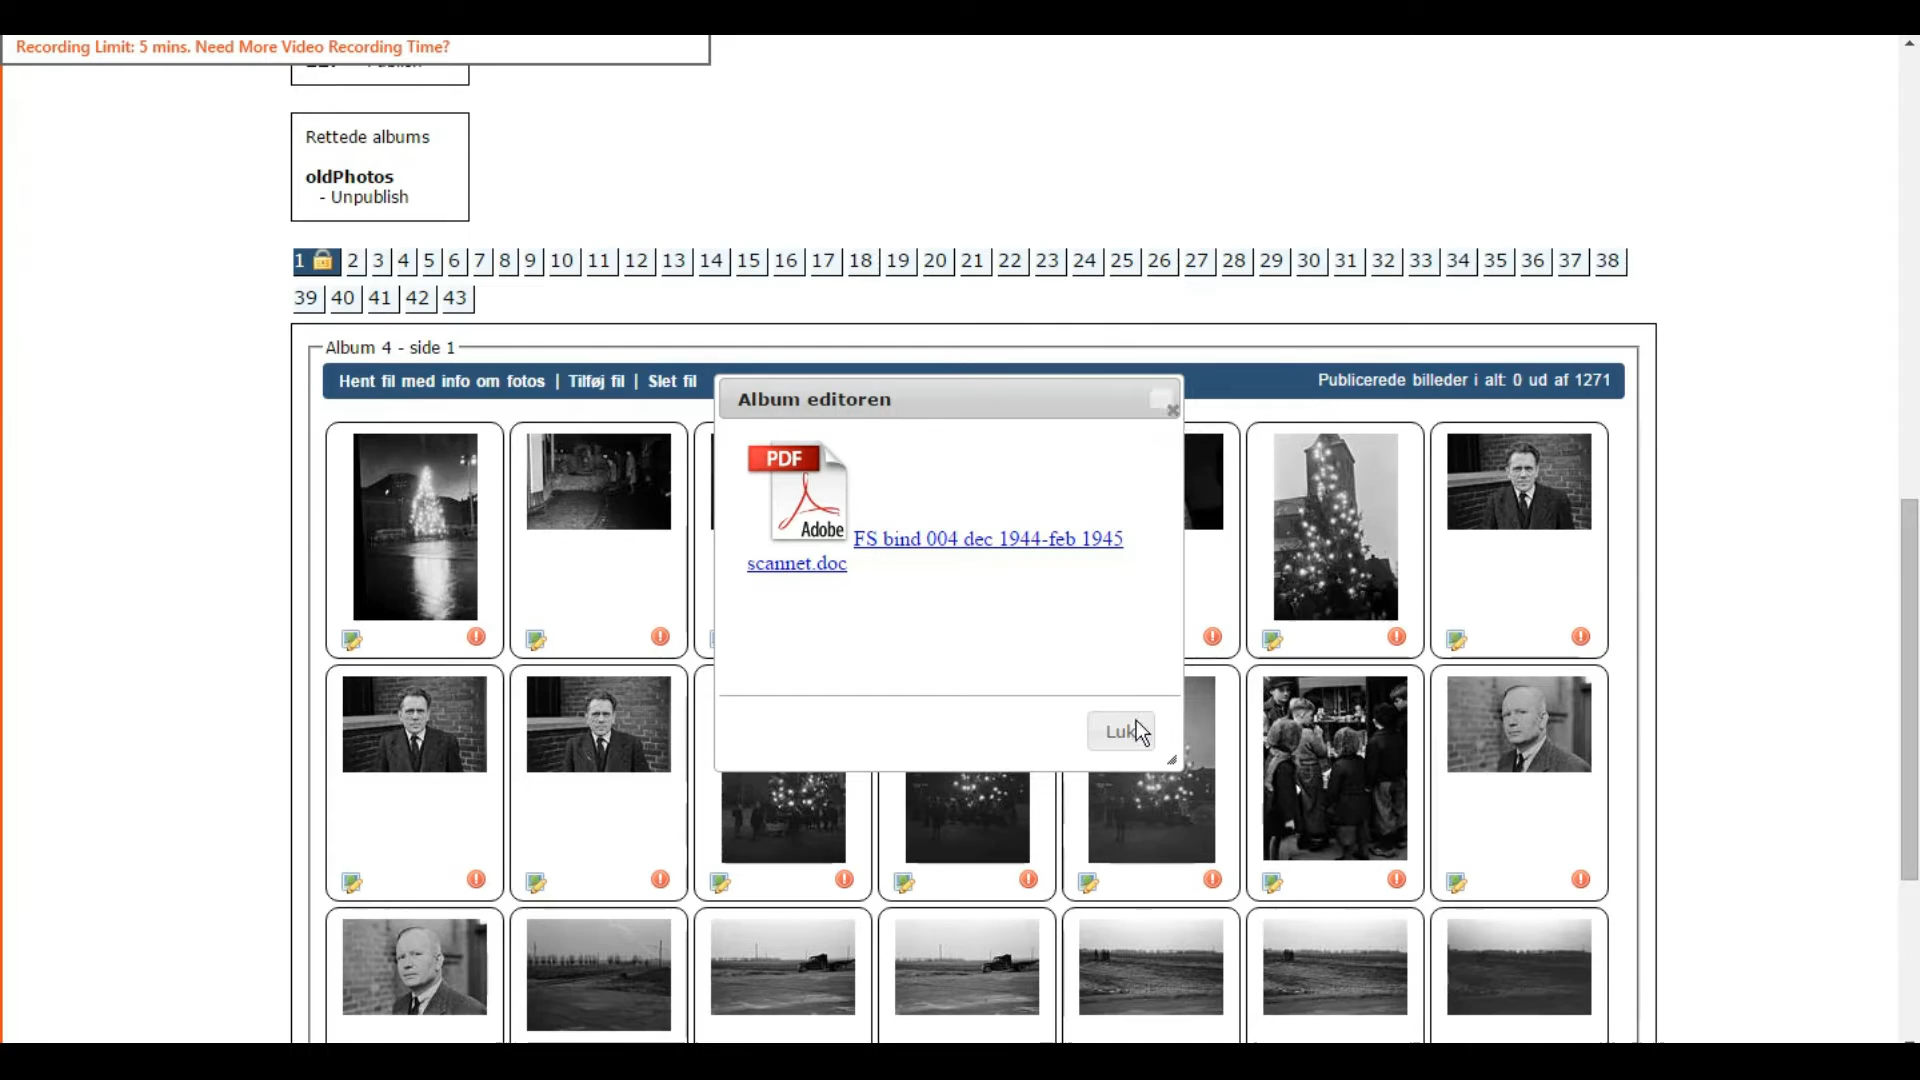 Recording Limit: 5 mins. Need More Video Recording Time?
Rettede albums
oldPhotos
- Unpublish
1 2 3 4 5 6 7 8 9 10 11 12 13 14 15 16 17 18 19 20 21 22 23 24 25 26 27 28 29 30 31 32 33 34 35 36 37 38
39 40 41 42 43
Album 4 - side 1
Hent fil med info om fotos | Tilføj fil | Slet fil
Publicerede billeder i alt: 0 ud af 1271
Album editoren
PDF
Adobe
FS bind 004 dec 1944-feb 1945
scannet.doc
Luk